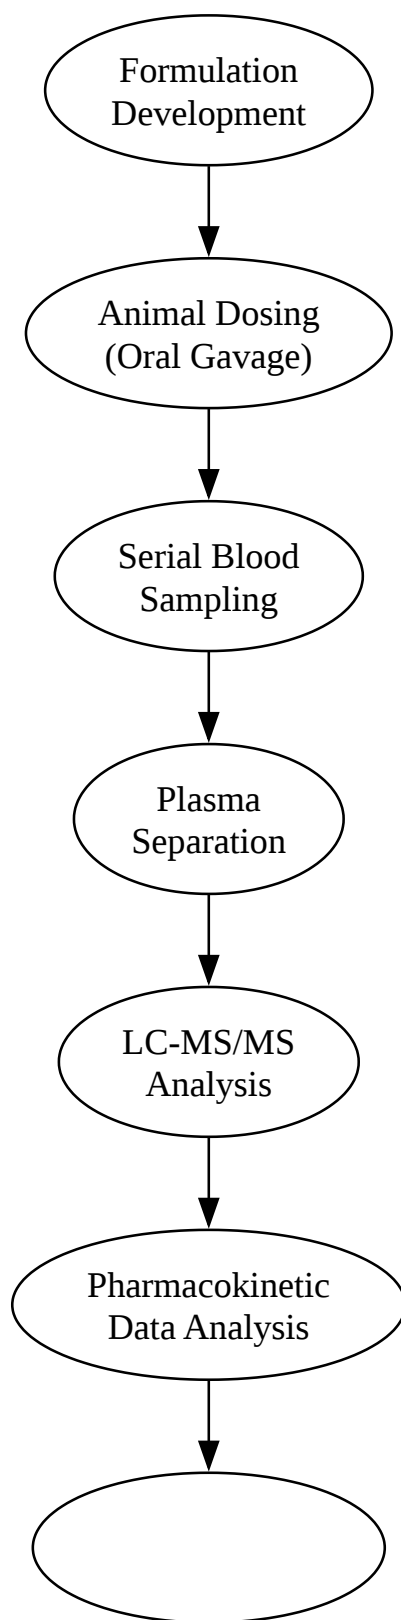 Formulation
Development
Animal Dosing
(Oral Gavage)
Serial Blood
Sampling
Plasma
Separation
LC-MS/MS
Analysis
Pharmacokinetic
Data Analysis